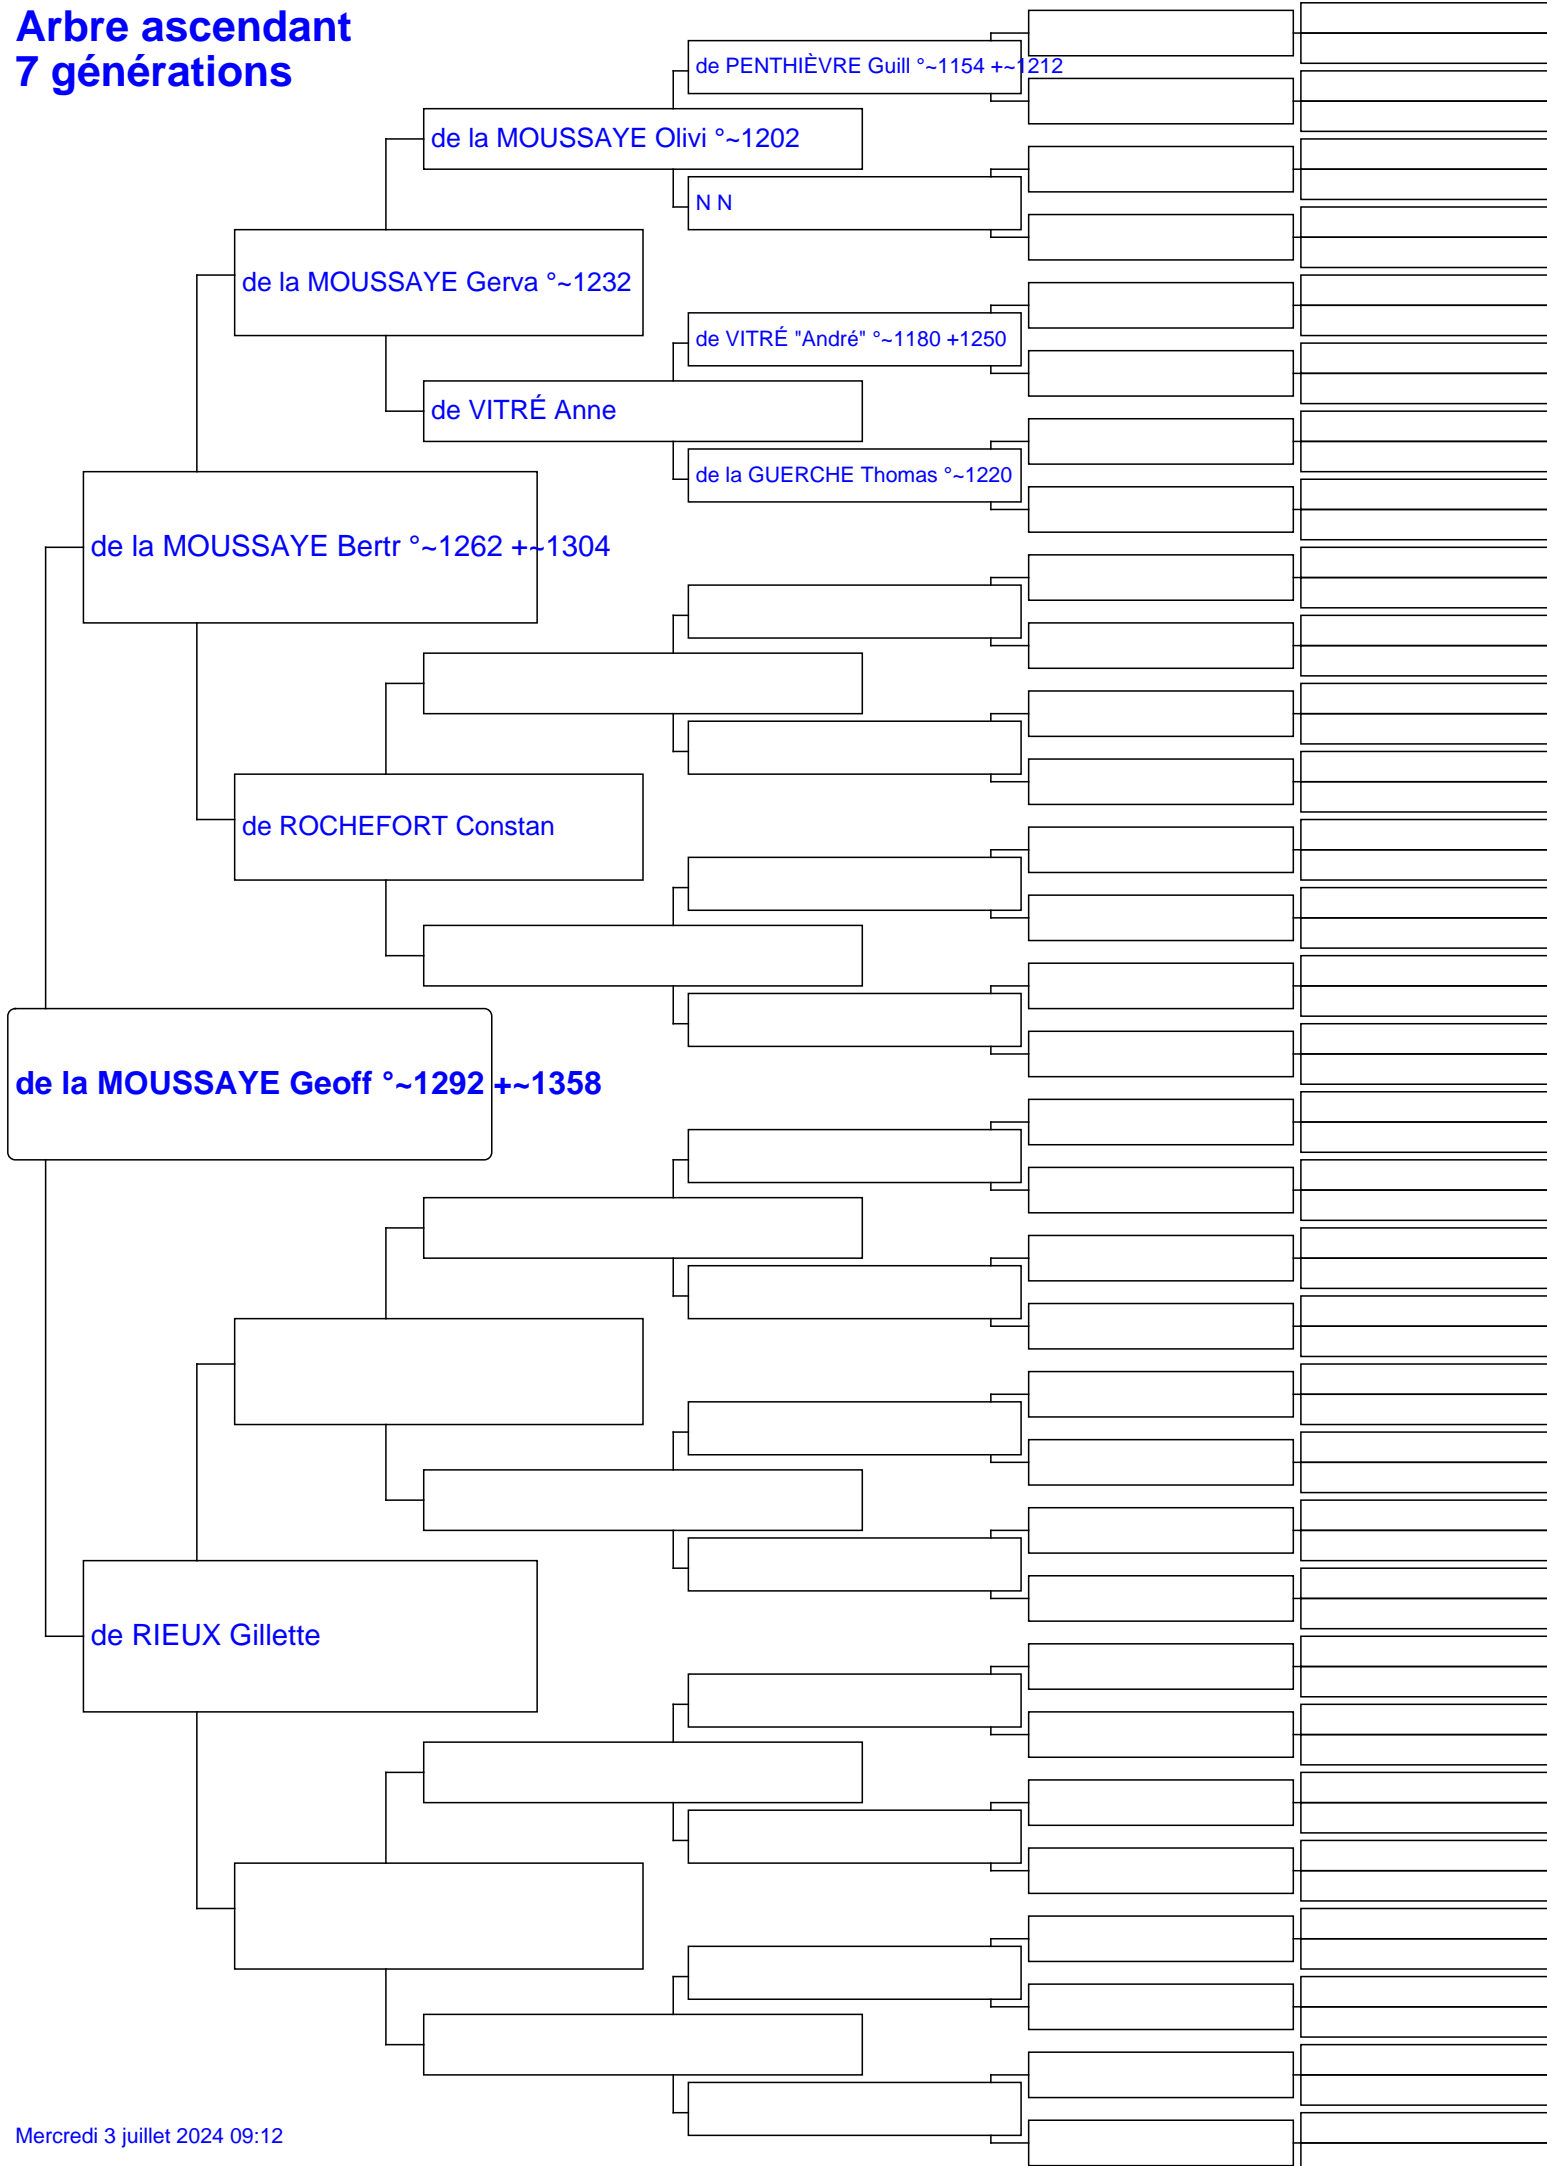 Arbre ascendant
7 générations
de PENTHIÈVRE Guill °~1154 +~1212
de la MOUSSAYE Olivi °~1202
N N
de la MOUSSAYE Gerva °~1232
de VITRÉ "André" °~1180 +1250
de VITRÉ Anne
de la GUERCHE Thomas °~1220
de la MOUSSAYE Bertr °~1262 +~1304
de ROCHEFORT Constan
de la MOUSSAYE Geoff °~1292 +~1358
de RIEUX Gillette
Mercredi 3 juillet 2024 09:12